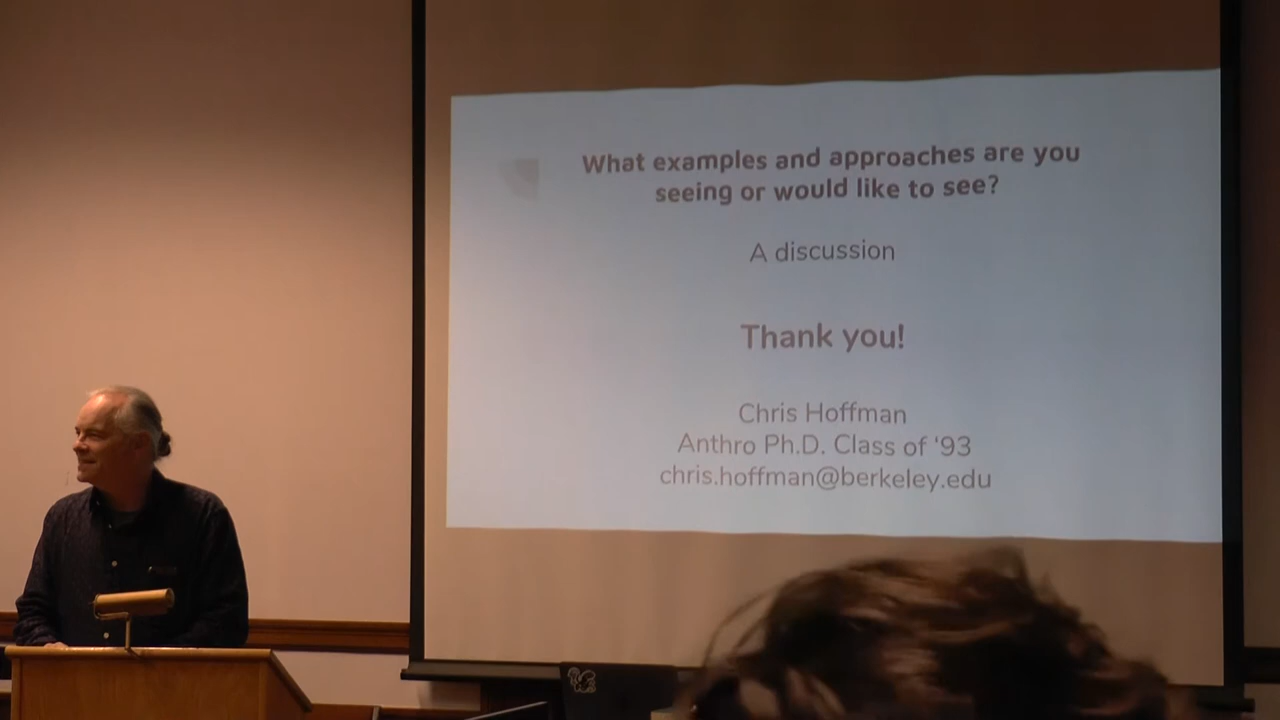 What examples and approaches are you
seeing or would like to see?
A discussion
Thank you!
Chris Hoffman
Anthro Ph.D. Class of '93
chris.hoffman@berkeley.edu